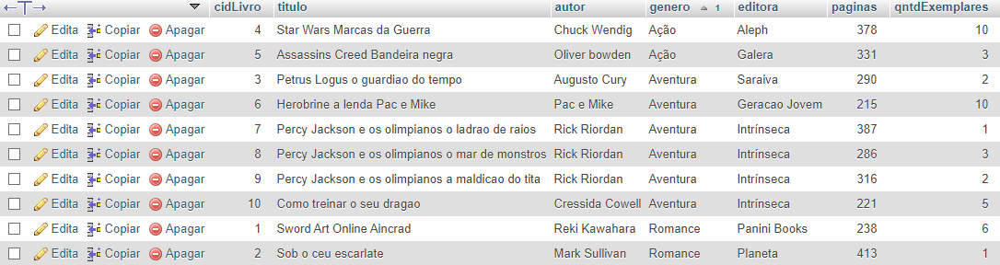 cidLivro titulo autor genero 1 editora paginas qntdExemplares
Edita Copiar Apagar 4 Star Wars Marcas da Guerra Chuck Wendig Ação Aleph 378 10
Edita Copiar Apagar 5 Assassins Creed Bandeira negra Oliver bowden Ação Galera 331 3
Edita Copiar Apagar 3 Petrus Logus o guardiao do tempo Augusto Cury Aventura Saraiva 290 2
Edita Copiar Apagar 6 Herobrine a lenda Pac e Mike Pac e Mike Aventura Geracao Jovem 215 10
Edita Copiar Apagar 7 Percy Jackson e os olimpianos o ladrao de raios Rick Riordan Aventura Intrínseca 387 1
Edita Copiar Apagar 8 Percy Jackson e os olimpianos o mar de monstros Rick Riordan Aventura Intrínseca 286 3
Edita Copiar Apagar 9 Percy Jackson e os olimpianos a maldicao do tita Rick Riordan Aventura Intrínseca 316 2
Edita Copiar Apagar 10 Como treinar o seu dragao Cressida Cowell Aventura Intrínseca 221 5
Edita Copiar Apagar 1 Sword Art Online Aincrad Reki Kawahara Romance Panini Books 238 6
Edita Copiar Apagar 2 Sob o ceu escarlate Mark Sullivan Romance Planeta 413 1